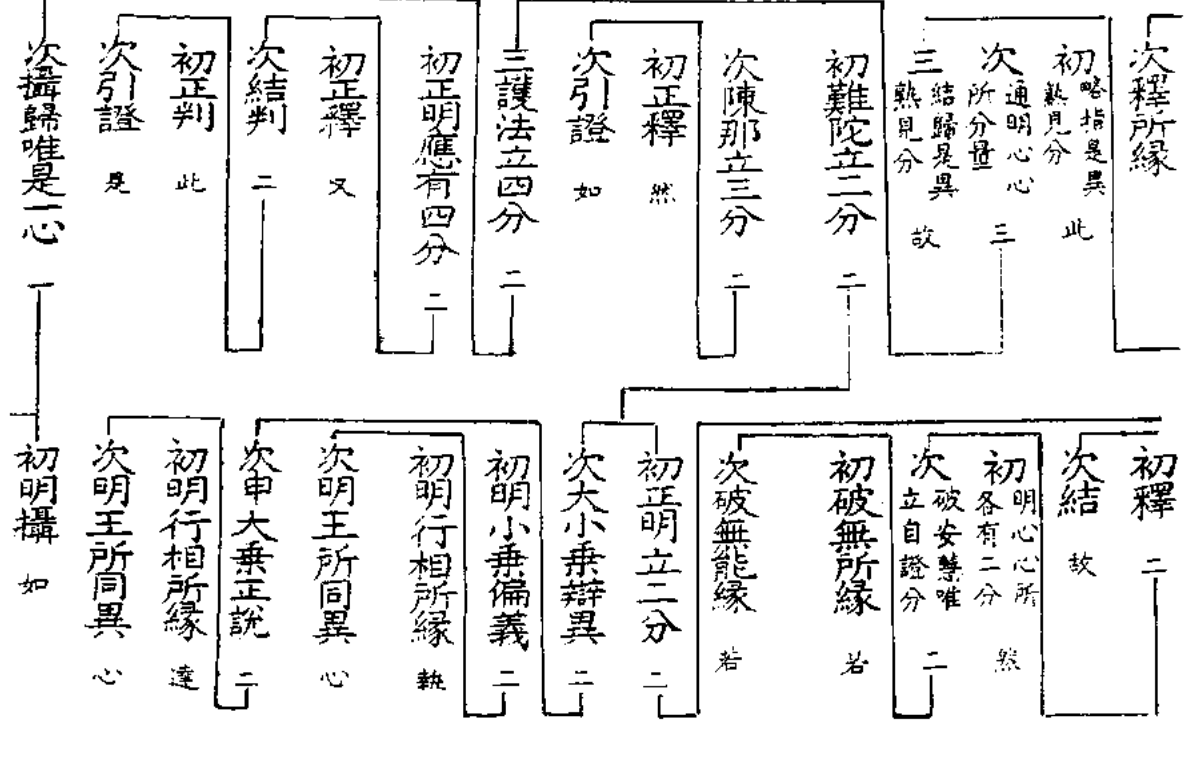 次釋所緣
初略指是異熟見分 此
次通明心心所分量 三
三結歸是異熟見分 故
初難陀立二分 二
次陳那立三分 二
初正釋 然
次引證 如
三護法立四分 二
初正明應有四分 二
初正釋 又
次結判 二
初正判 此
次引證 是
次攝歸唯是一心 一
初釋 二
次結 故
初明心心所各有二分 然
次破安慧唯立自證分 二
初破無所緣 若
次破無能緣 若
初正明立二分 二
次大小乗辯異 二
初明小乗偏義 二
初明行相所緣 執
次明王所同異 心
次申大乗正說 二
初明行相所緣 達
次明王所同異 心
初明攝 如